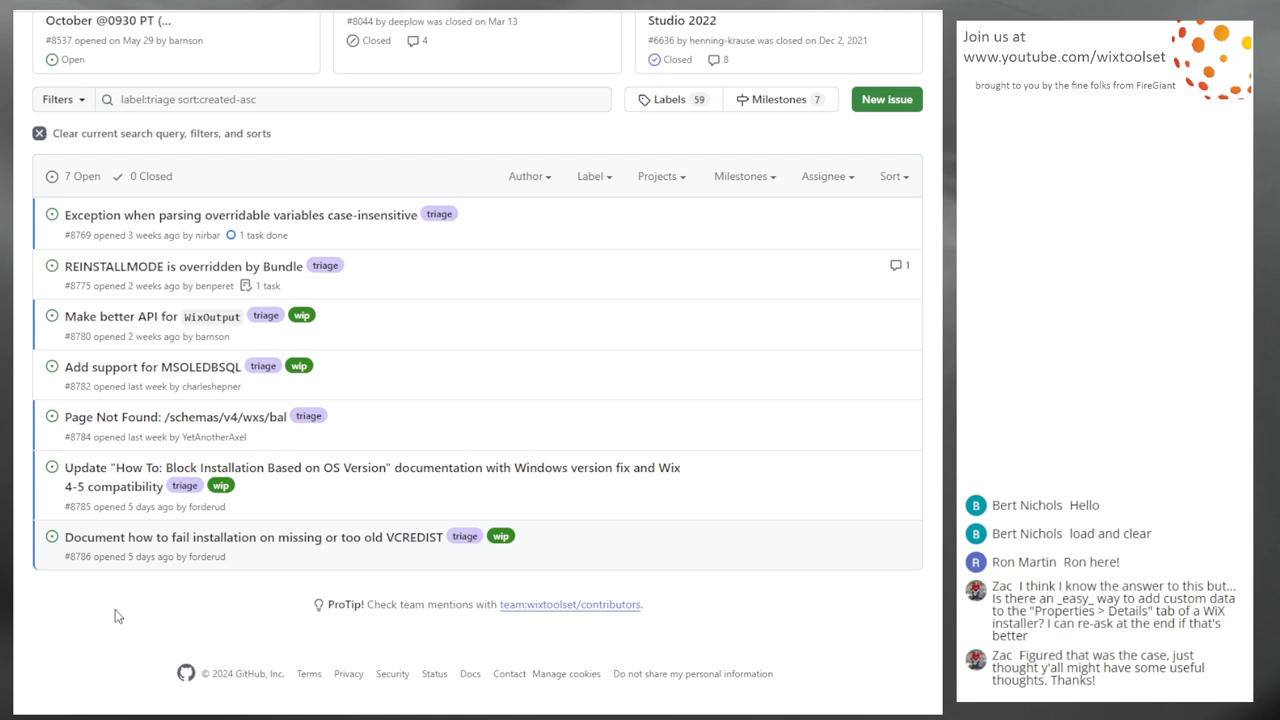 October @0930 PT (...
#8537 opened on May 29 by barnson
Open
#8044 by deeplow was closed on Mar 13
Closed 4
Studio 2022
#6636 by henning-krause was closed on Dec 2, 2021
Closed 8
Filters
label:triage sort:created-asc
Labels 59
Milestones 7
New issue
Clear current search query, filters, and sorts
7 Open 0 Closed
Author Label Projects Milestones Assignee Sort
Exception when parsing overridable variables case-insensitive triage
#8769 opened 3 weeks ago by nirbar 1 task done
REINSTALLMODE is overridden by Bundle triage 1
#8775 opened 2 weeks ago by benperet 1 task
Make better API for WixOutput triage wip
#8780 opened 2 weeks ago by barnson
Add support for MSOLEDBSQL triage wip
#8782 opened last week by charleshepner
Page Not Found: /schemas/v4/wxs/bal triage
#8784 opened last week by YetAnotherAxel
Update "How To: Block Installation Based on OS Version" documentation with Windows version fix and Wix
4-5 compatibility triage wip
#8785 opened 5 days ago by forderud
Document how to fail installation on missing or too old VCREDIST triage wip
#8786 opened 5 days ago by forderud
ProTip! Check team mentions with team:wixtoolset/contributors.
© 2024 GitHub, Inc. Terms Privacy Security Status Docs Contact Manage cookies Do not share my personal information
Join us at
www.youtube.com/wixtoolset
brought to you by the fine folks from FireGiant
B Bert Nichols Hello
B Bert Nichols load and clear
R Ron Martin Ron here!
Zac I think I know the answer to this but...
Is there an _easy_ way to add custom data
to the "Properties > Details" tab of a WiX
installer? I can re-ask at the end if that's
better
Zac Figured that was the case, just
thought y'all might have some useful
thoughts. Thanks!